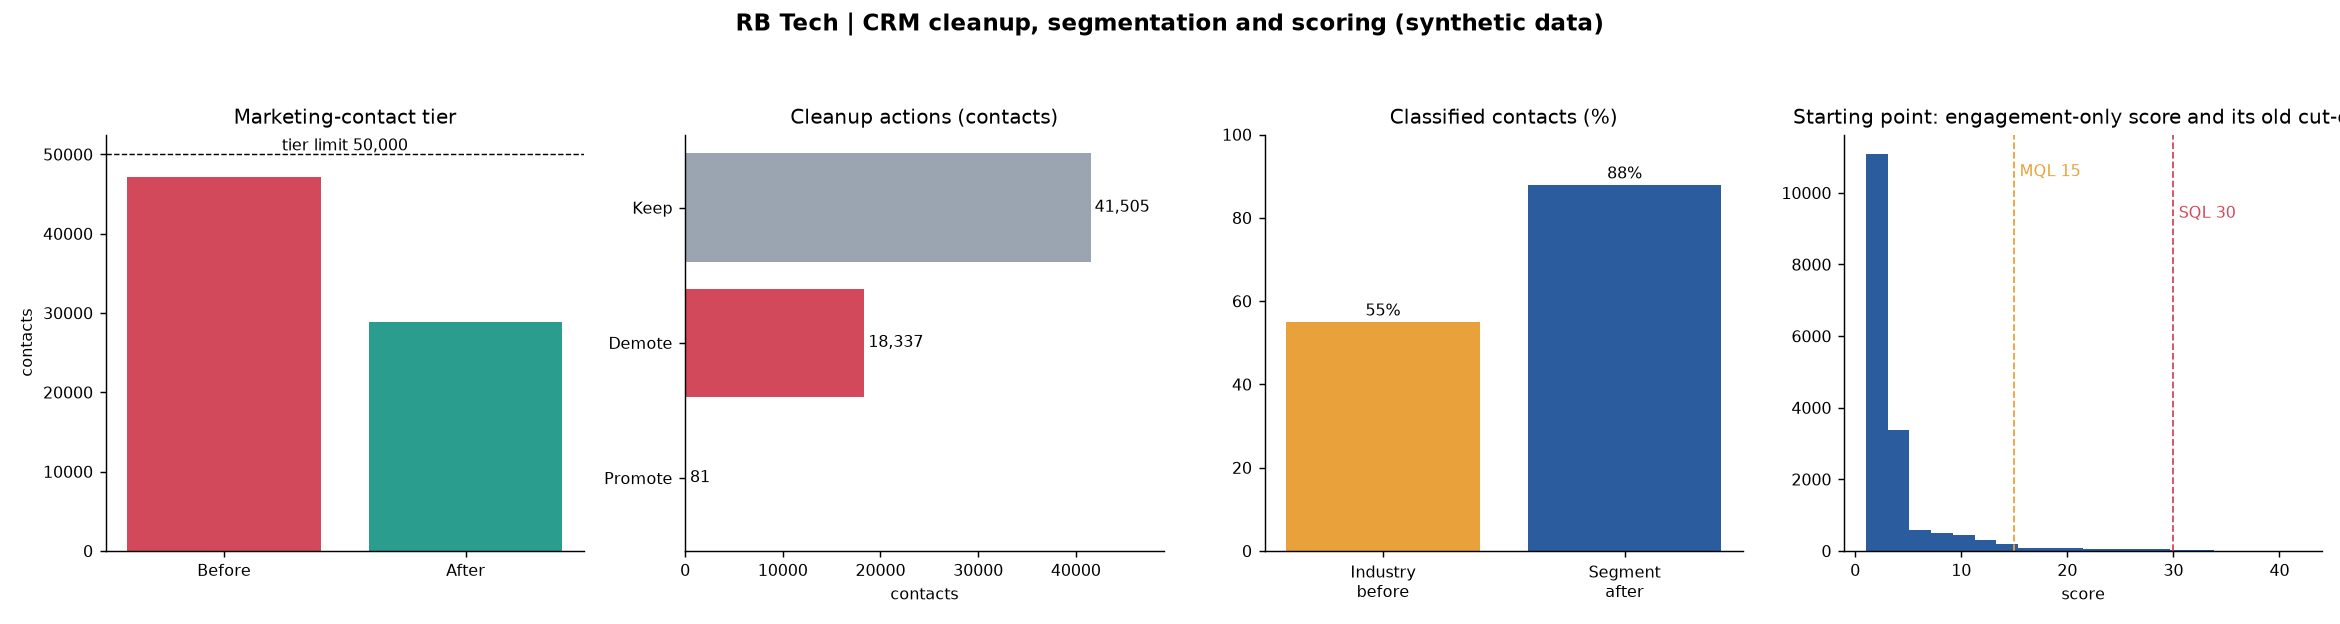 RB Tech | CRM cleanup, segmentation and scoring (synthetic data)
Marketing-contact tier
tier limit 50,000
50000
40000
30000
20000
10000
0
contacts
Before
After
Cleanup actions (contacts)
Keep
41,505
Demote
18,337
Promote
81
0
10000
20000
30000
40000
contacts
Classified contacts (%)
100
80
60
40
20
0
55%
88%
Industry
before
Segment
after
Starting point: engagement-only score and its old cut-
MQL 15
SQL 30
10000
8000
6000
4000
2000
0
0
10
20
30
40
score